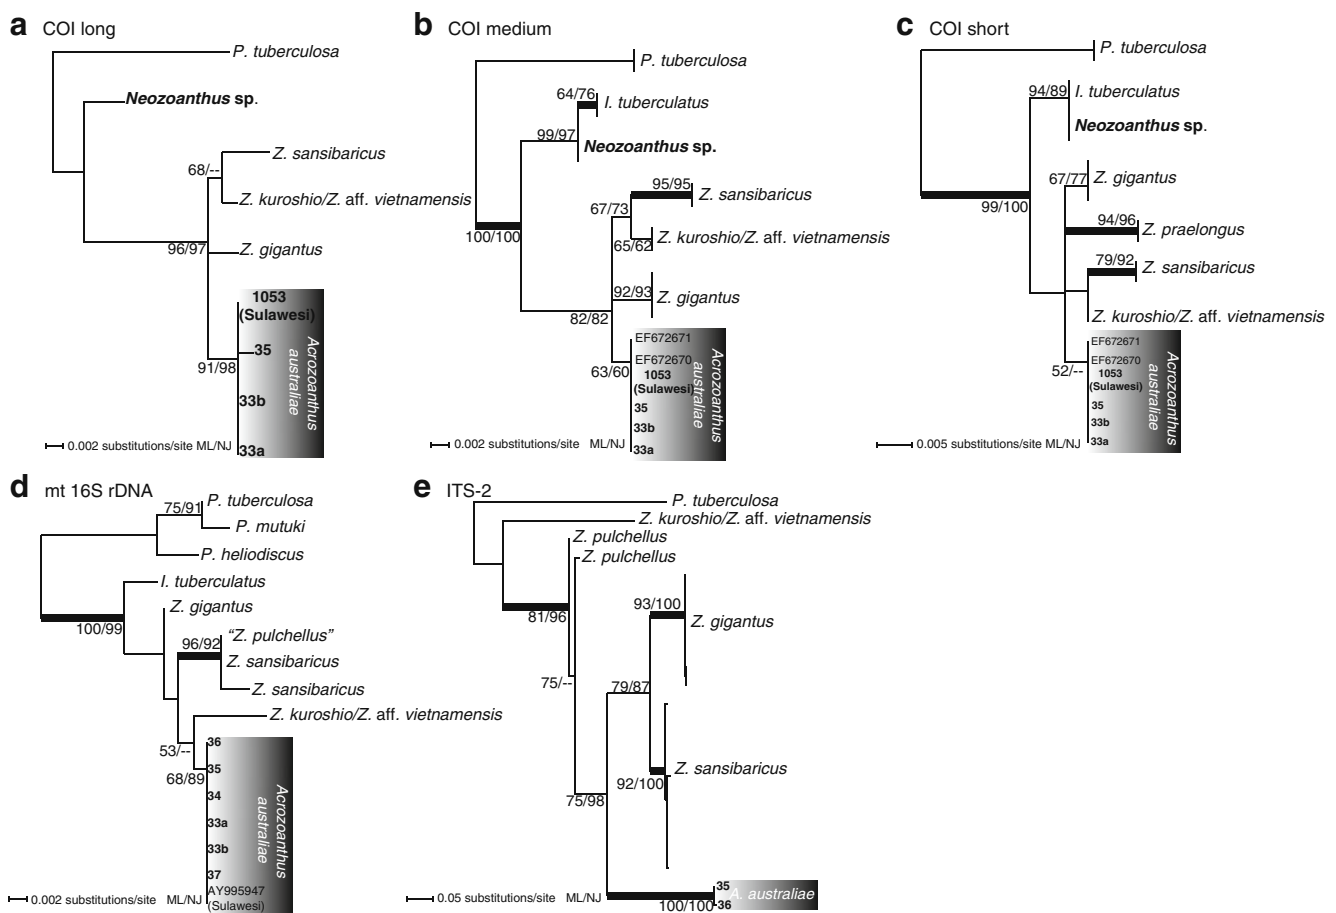 a COI long
P. tuberculosa
Neozoanthus sp.
Z. sansibaricus
68/--
Z. kuroshio/Z. aff. vietnamensis
96/97
Z. gigantus
1053
(Sulawesi)
35
91/98
33b
33a
Acrozoanthus
australiae
0.002 substitutions/site ML/NJ
b COI medium
P. tuberculosa
64/76
I. tuberculatus
99/97
Neozoanthus sp.
95/95
Z. sansibaricus
67/73
100/100
65/62
Z. kuroshio/Z. aff. vietnamensis
92/93
Z. gigantus
82/82
EF672671
EF672670
63/60
1053
(Sulawesi)
35
33b
33a
Acrozoanthus
australiae
0.002 substitutions/site ML/NJ
c COI short
P. tuberculosa
94/89
I. tuberculatus
Neozoanthus sp.
67/77
Z. gigantus
99/100
94/96
Z. praelongus
79/92
Z. sansibaricus
Z. kuroshio/Z. aff. vietnamensis
EF672671
EF672670
52/--
1053
(Sulawesi)
35
33b
33a
Acrozoanthus
australiae
0.005 substitutions/site ML/NJ
d mt 16S rDNA
75/91
P. tuberculosa
P. mutuki
P. heliodiscus
I. tuberculatus
Z. gigantus
100/99
96/92
“Z. pulchellus”
Z. sansibaricus
Z. sansibaricus
Z. kuroshio/Z. aff. vietnamensis
53/--
36
68/89
35
34
33a
33b
37
AY995947
(Sulawesi)
Acrozoanthus
australiae
0.002 substitutions/site ML/NJ
e ITS-2
P. tuberculosa
Z. kuroshio/Z. aff. vietnamensis
Z. pulchellus
Z. pulchellus
93/100
81/96
Z. gigantus
75/--
79/87
Z. sansibaricus
92/100
75/98
35
A. australiae
100/100
36
0.05 substitutions/site ML/NJ